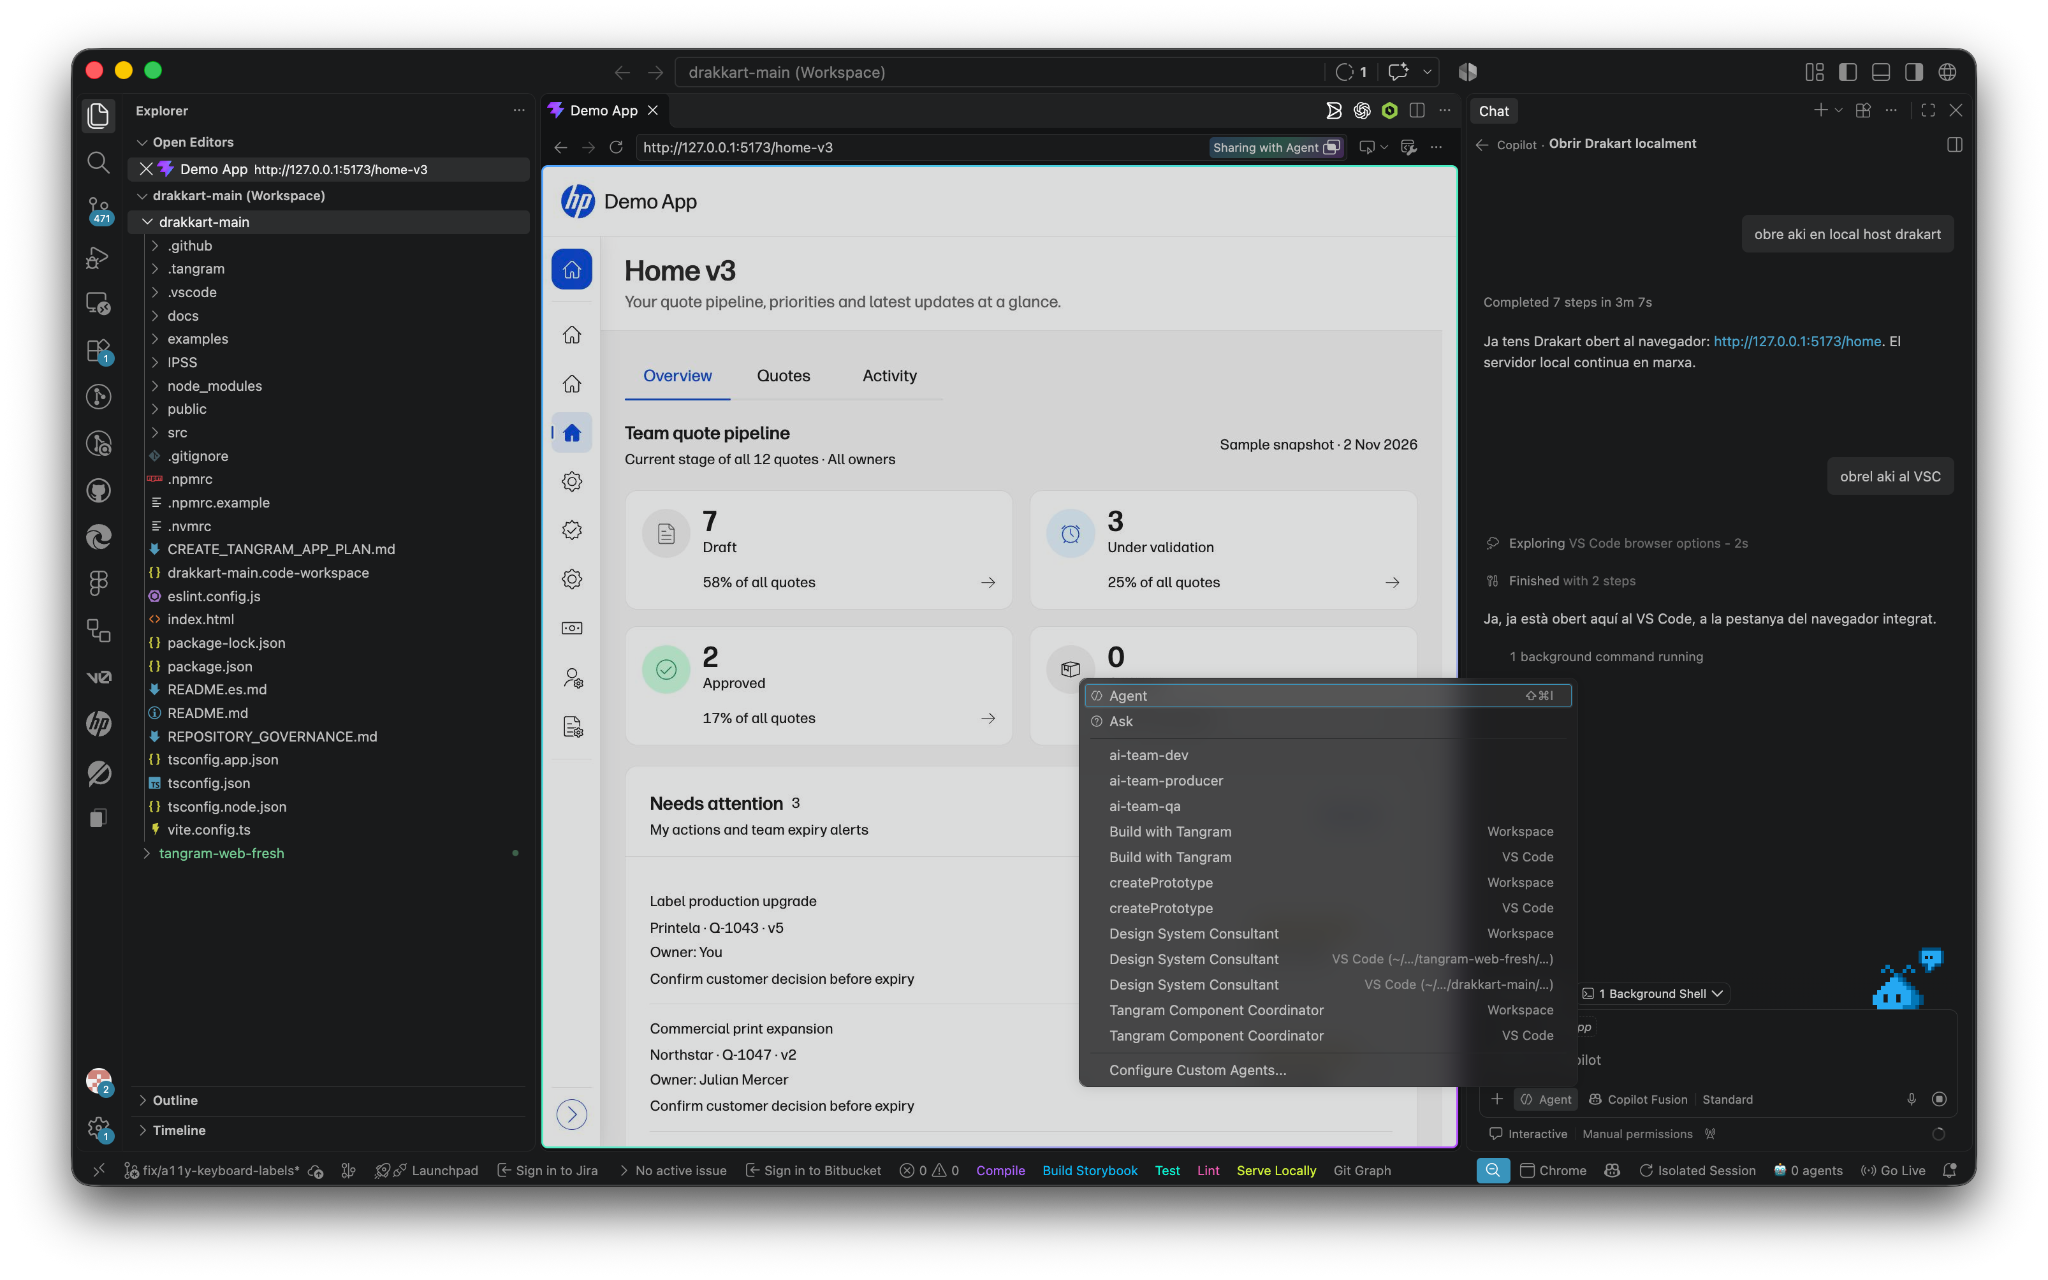 drakkart-main (Workspace)
1
Explorer
Open Editors
Demo App http://127.0.0.1:5173/home-v3
drakkart-main (Workspace)
drakkart-main
.github
.tangram
.vscode
docs
examples
IPSS
node_modules
public
src
.gitignore
.npmrc
.npmrc.example
.nvmrc
CREATE_TANGRAM_APP_PLAN.md
drakkart-main.code-workspace
eslint.config.js
index.html
package-lock.json
package.json
README.es.md
README.md
REPOSITORY_GOVERNANCE.md
tsconfig.app.json
tsconfig.json
tsconfig.node.json
vite.config.ts
tangram-web-fresh
Outline
Timeline
471
1
2
1
Demo App
http://127.0.0.1:5173/home-v3
Sharing with Agent
hp Demo App
Home v3
Your quote pipeline, priorities and latest updates at a glance.
Overview Quotes Activity
Team quote pipeline
Current stage of all 12 quotes · All owners
Sample snapshot · 2 Nov 2026
7
Draft
58% of all quotes
3
Under validation
25% of all quotes
2
Approved
17% of all quotes
0
Needs attention 3
My actions and team expiry alerts
Label production upgrade
Printela · Q-1043 · v5
Owner: You
Confirm customer decision before expiry
Commercial print expansion
Northstar · Q-1047 · v2
Owner: Julian Mercer
Confirm customer decision before expiry
Agent ⇧⌘I
Ask
ai-team-dev
ai-team-producer
ai-team-qa
Build with Tangram Workspace
Build with Tangram VS Code
createPrototype Workspace
createPrototype VS Code
Design System Consultant Workspace
Design System Consultant VS Code (~/.../tangram-web-fresh/...)
Design System Consultant VS Code (~/.../drakkart-main/...)
Tangram Component Coordinator Workspace
Tangram Component Coordinator VS Code
Configure Custom Agents...
Chat
Copilot · Obrir Drakart localment
obre aki en local host drakart
Completed 7 steps in 3m 7s
Ja tens Drakart obert al navegador: http://127.0.0.1:5173/home. El
servidor local continua en marxa.
obrel aki al VSC
Exploring VS Code browser options - 2s
Finished with 2 steps
Ja, ja està obert aquí al VS Code, a la pestanya del navegador integrat.
1 background command running
1 Background Shell
Agent Copilot Fusion Standard
Interactive Manual permissions
fix/a11y-keyboard-labels* Launchpad Sign in to Jira No active issue Sign in to Bitbucket 0 0 Compile Build Storybook Test Lint Serve Locally Git Graph Chrome Isolated Session 0 agents Go Live